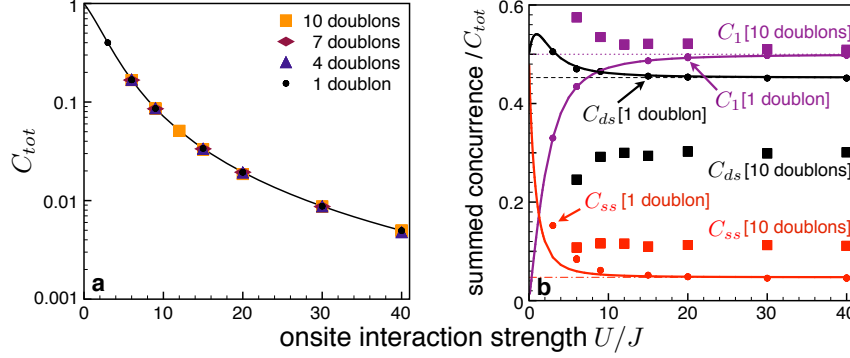 C_tot
1
0.1
0.01
0.001
10 doublons
7 doublons
4 doublons
1 doublon
a
0 10 20 30 40
summed concurrence / C_tot
0.6
0.4
0.2
0
C_1 [10 doublons]
C_1 [1 doublon]
C_ds [1 doublon]
C_ds [10 doublons]
C_ss [1 doublon]
C_ss [10 doublons]
b
0 10 20 30 40
onsite interaction strength U/J